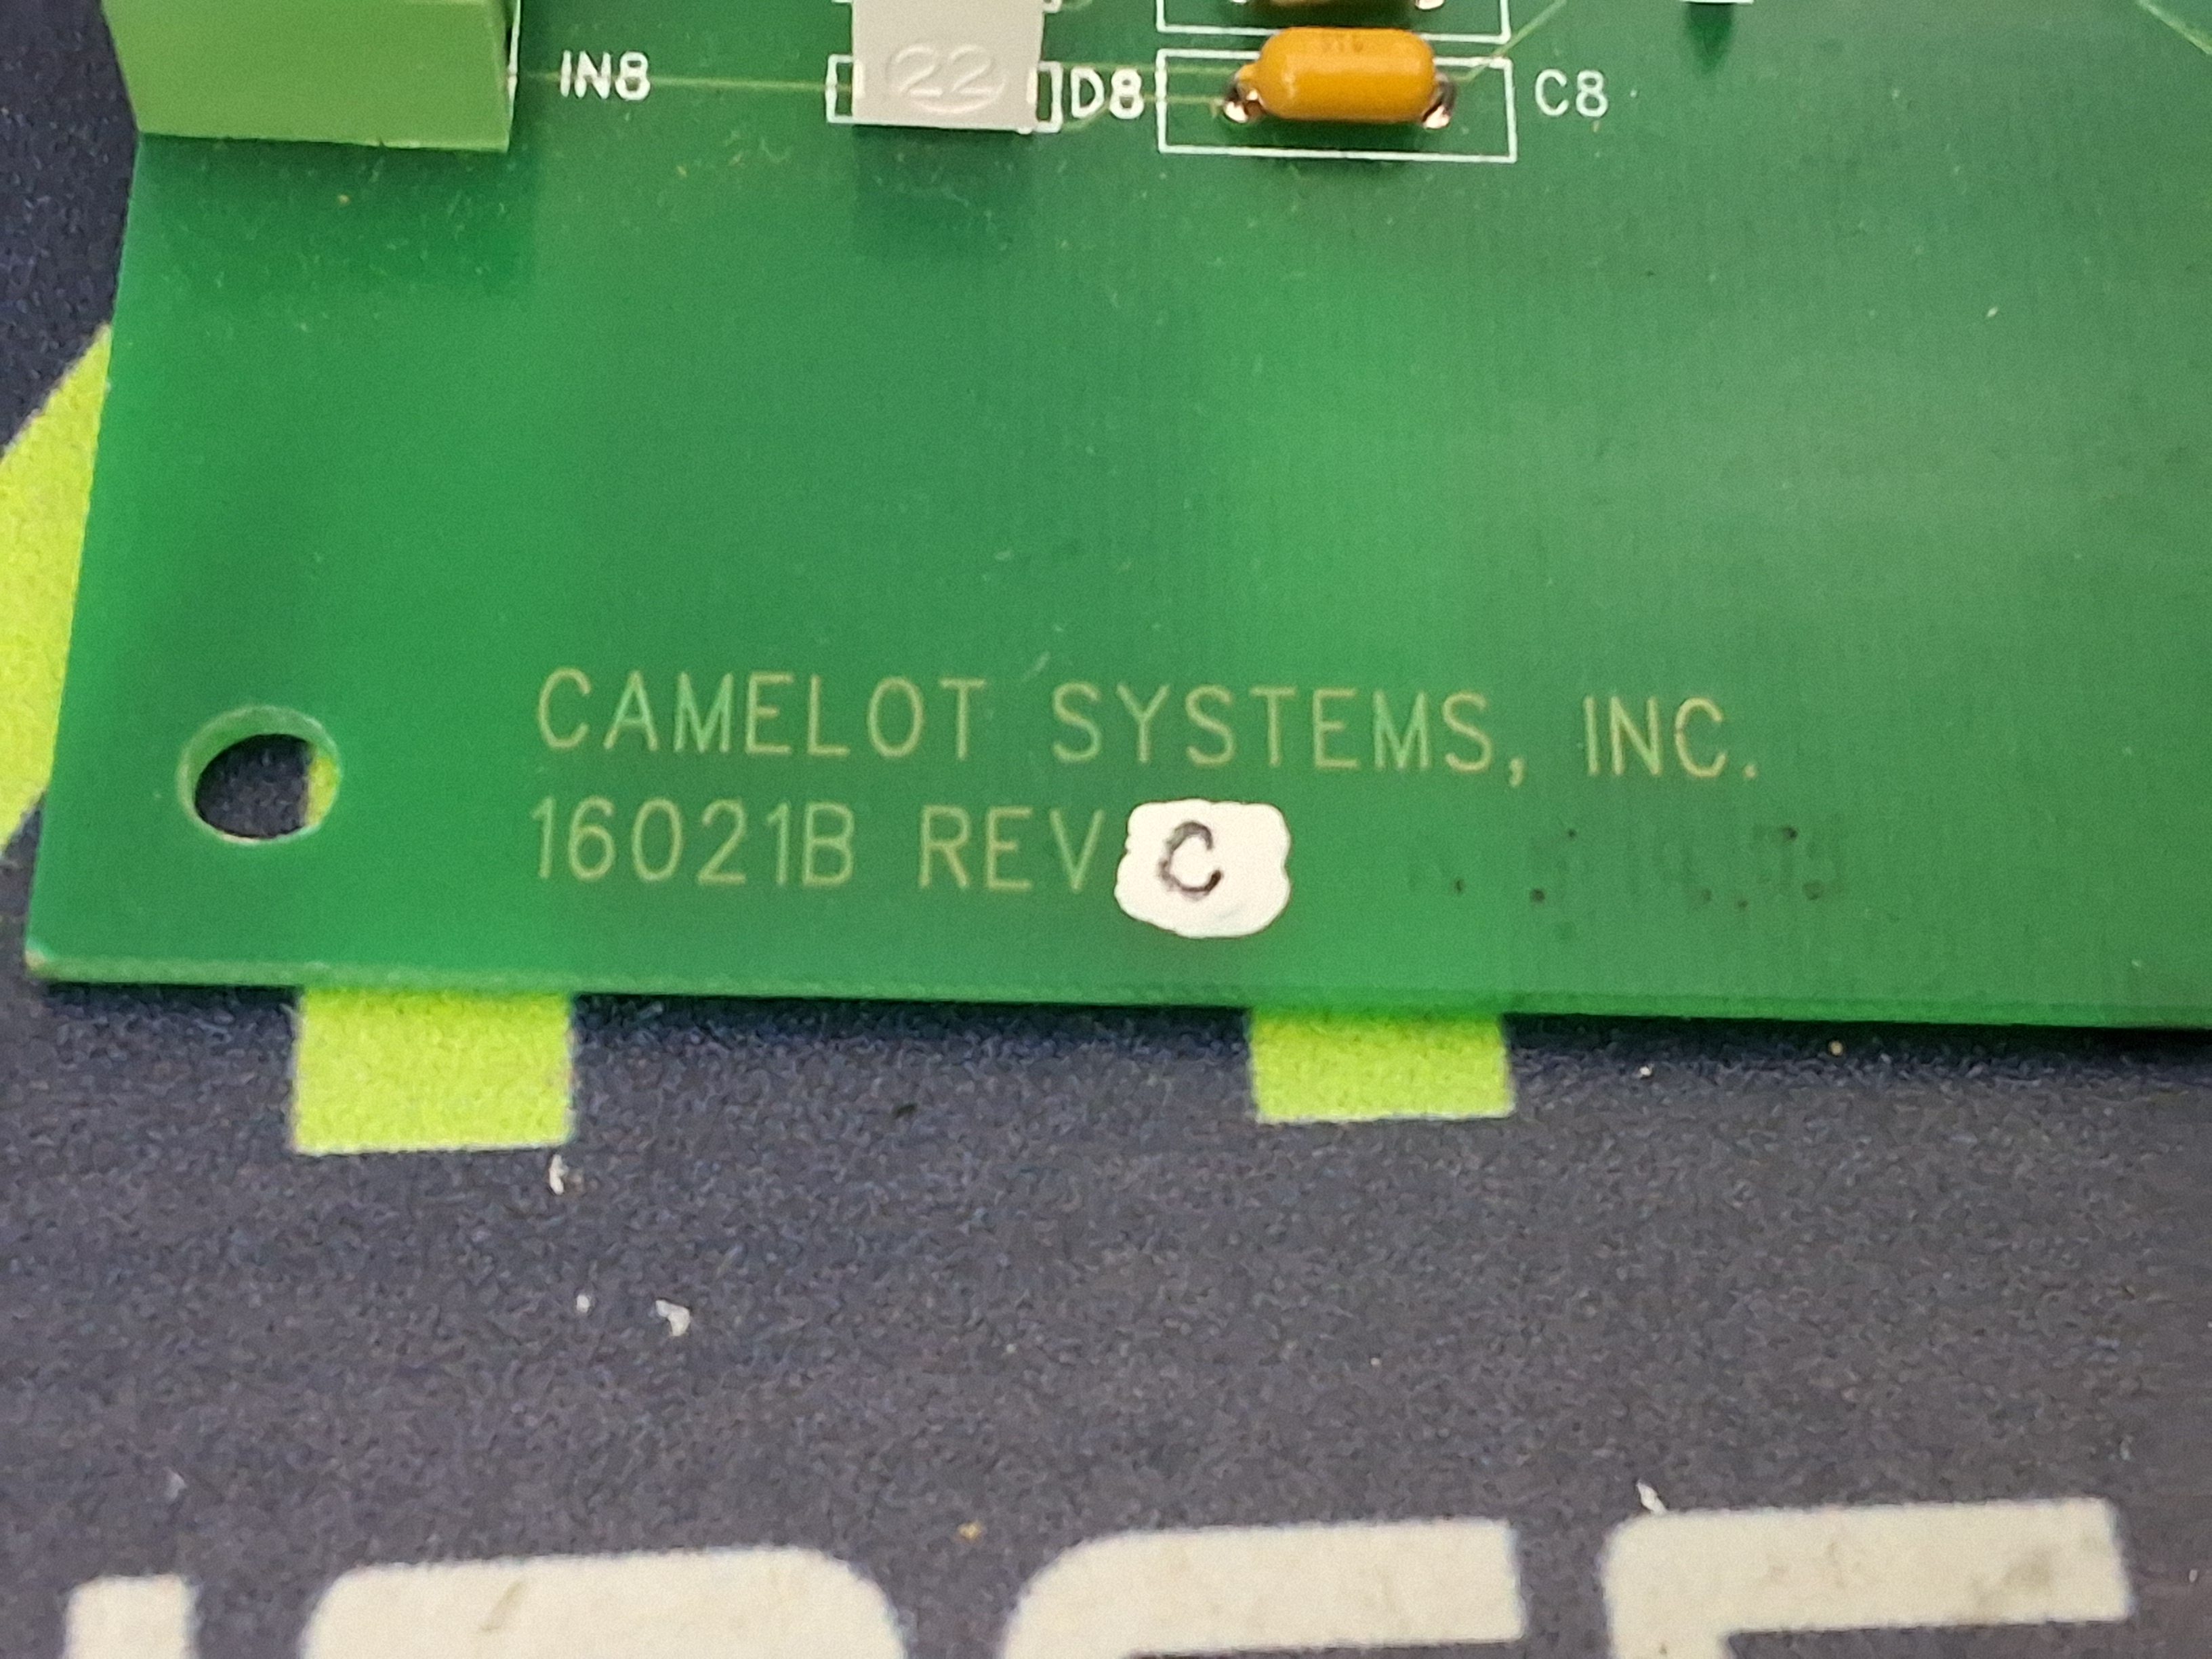 IN8
22
D8
C8
CAMELOT SYSTEMS, INC.
16021B REV C